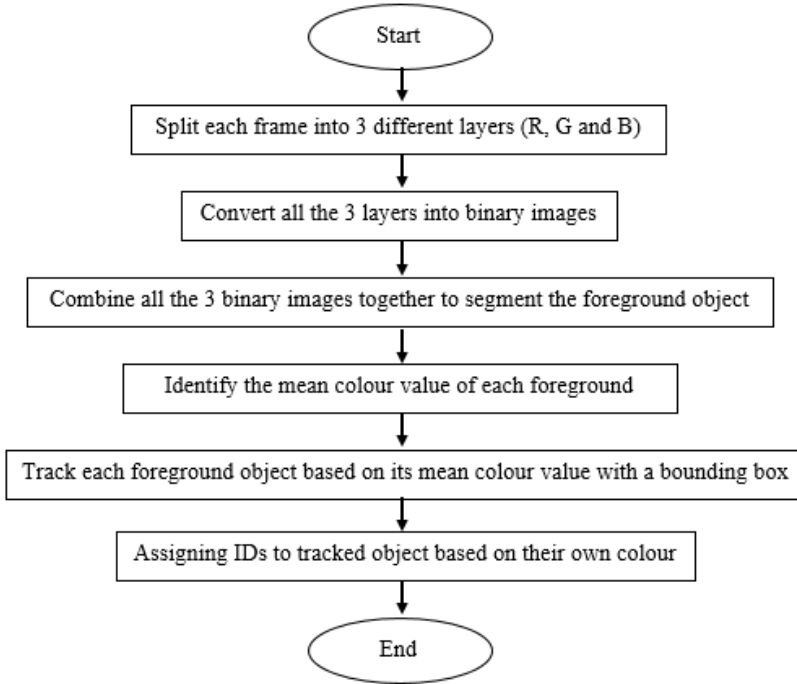 Start
Split each frame into 3 different layers (R, G and B)
Convert all the 3 layers into binary images
Combine all the 3 binary images together to segment the foreground object
Identify the mean colour value of each foreground
Track each foreground object based on its mean colour value with a bounding box
Assigning IDs to tracked object based on their own colour
End